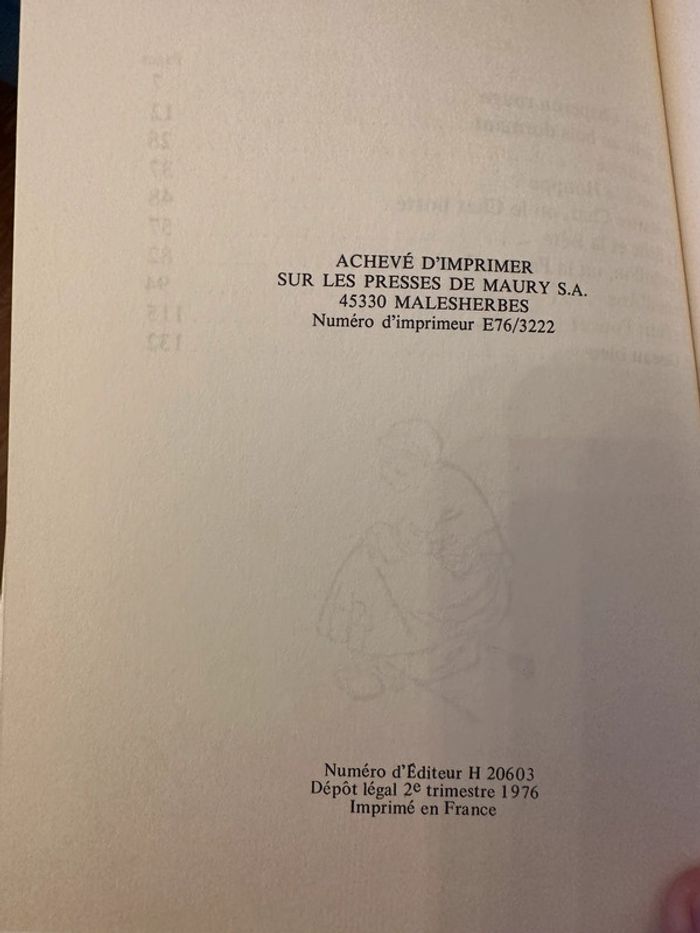 ACHEVÉ D'IMPRIMER
SUR LES PRESSES DE MAURY S.A.
45330 MALESHERBES
Numéro d'imprimeur E76/3222
Numéro d'Éditeur H 20603
Dépôt légal 2e trimestre 1976
Imprimé en France